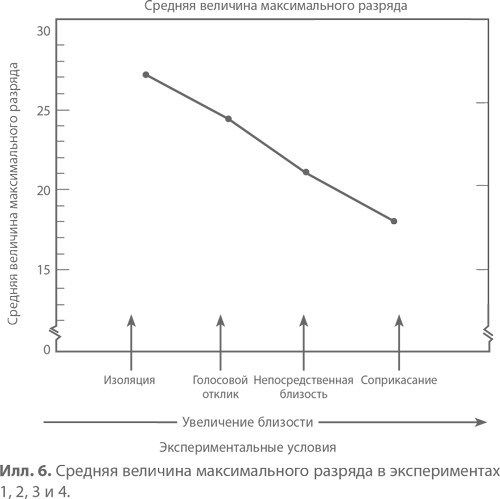 Средняя величина максимального разряда
Средняя величина максимального разряда
30
25
20
15
0
Изоляция
Голосовой
отклик
Непосредственная
близость
Соприкасание
Увеличение близости
Экспериментальные условия
Илл. 6. Средняя величина максимального разряда в экспериментах
1, 2, 3 и 4.